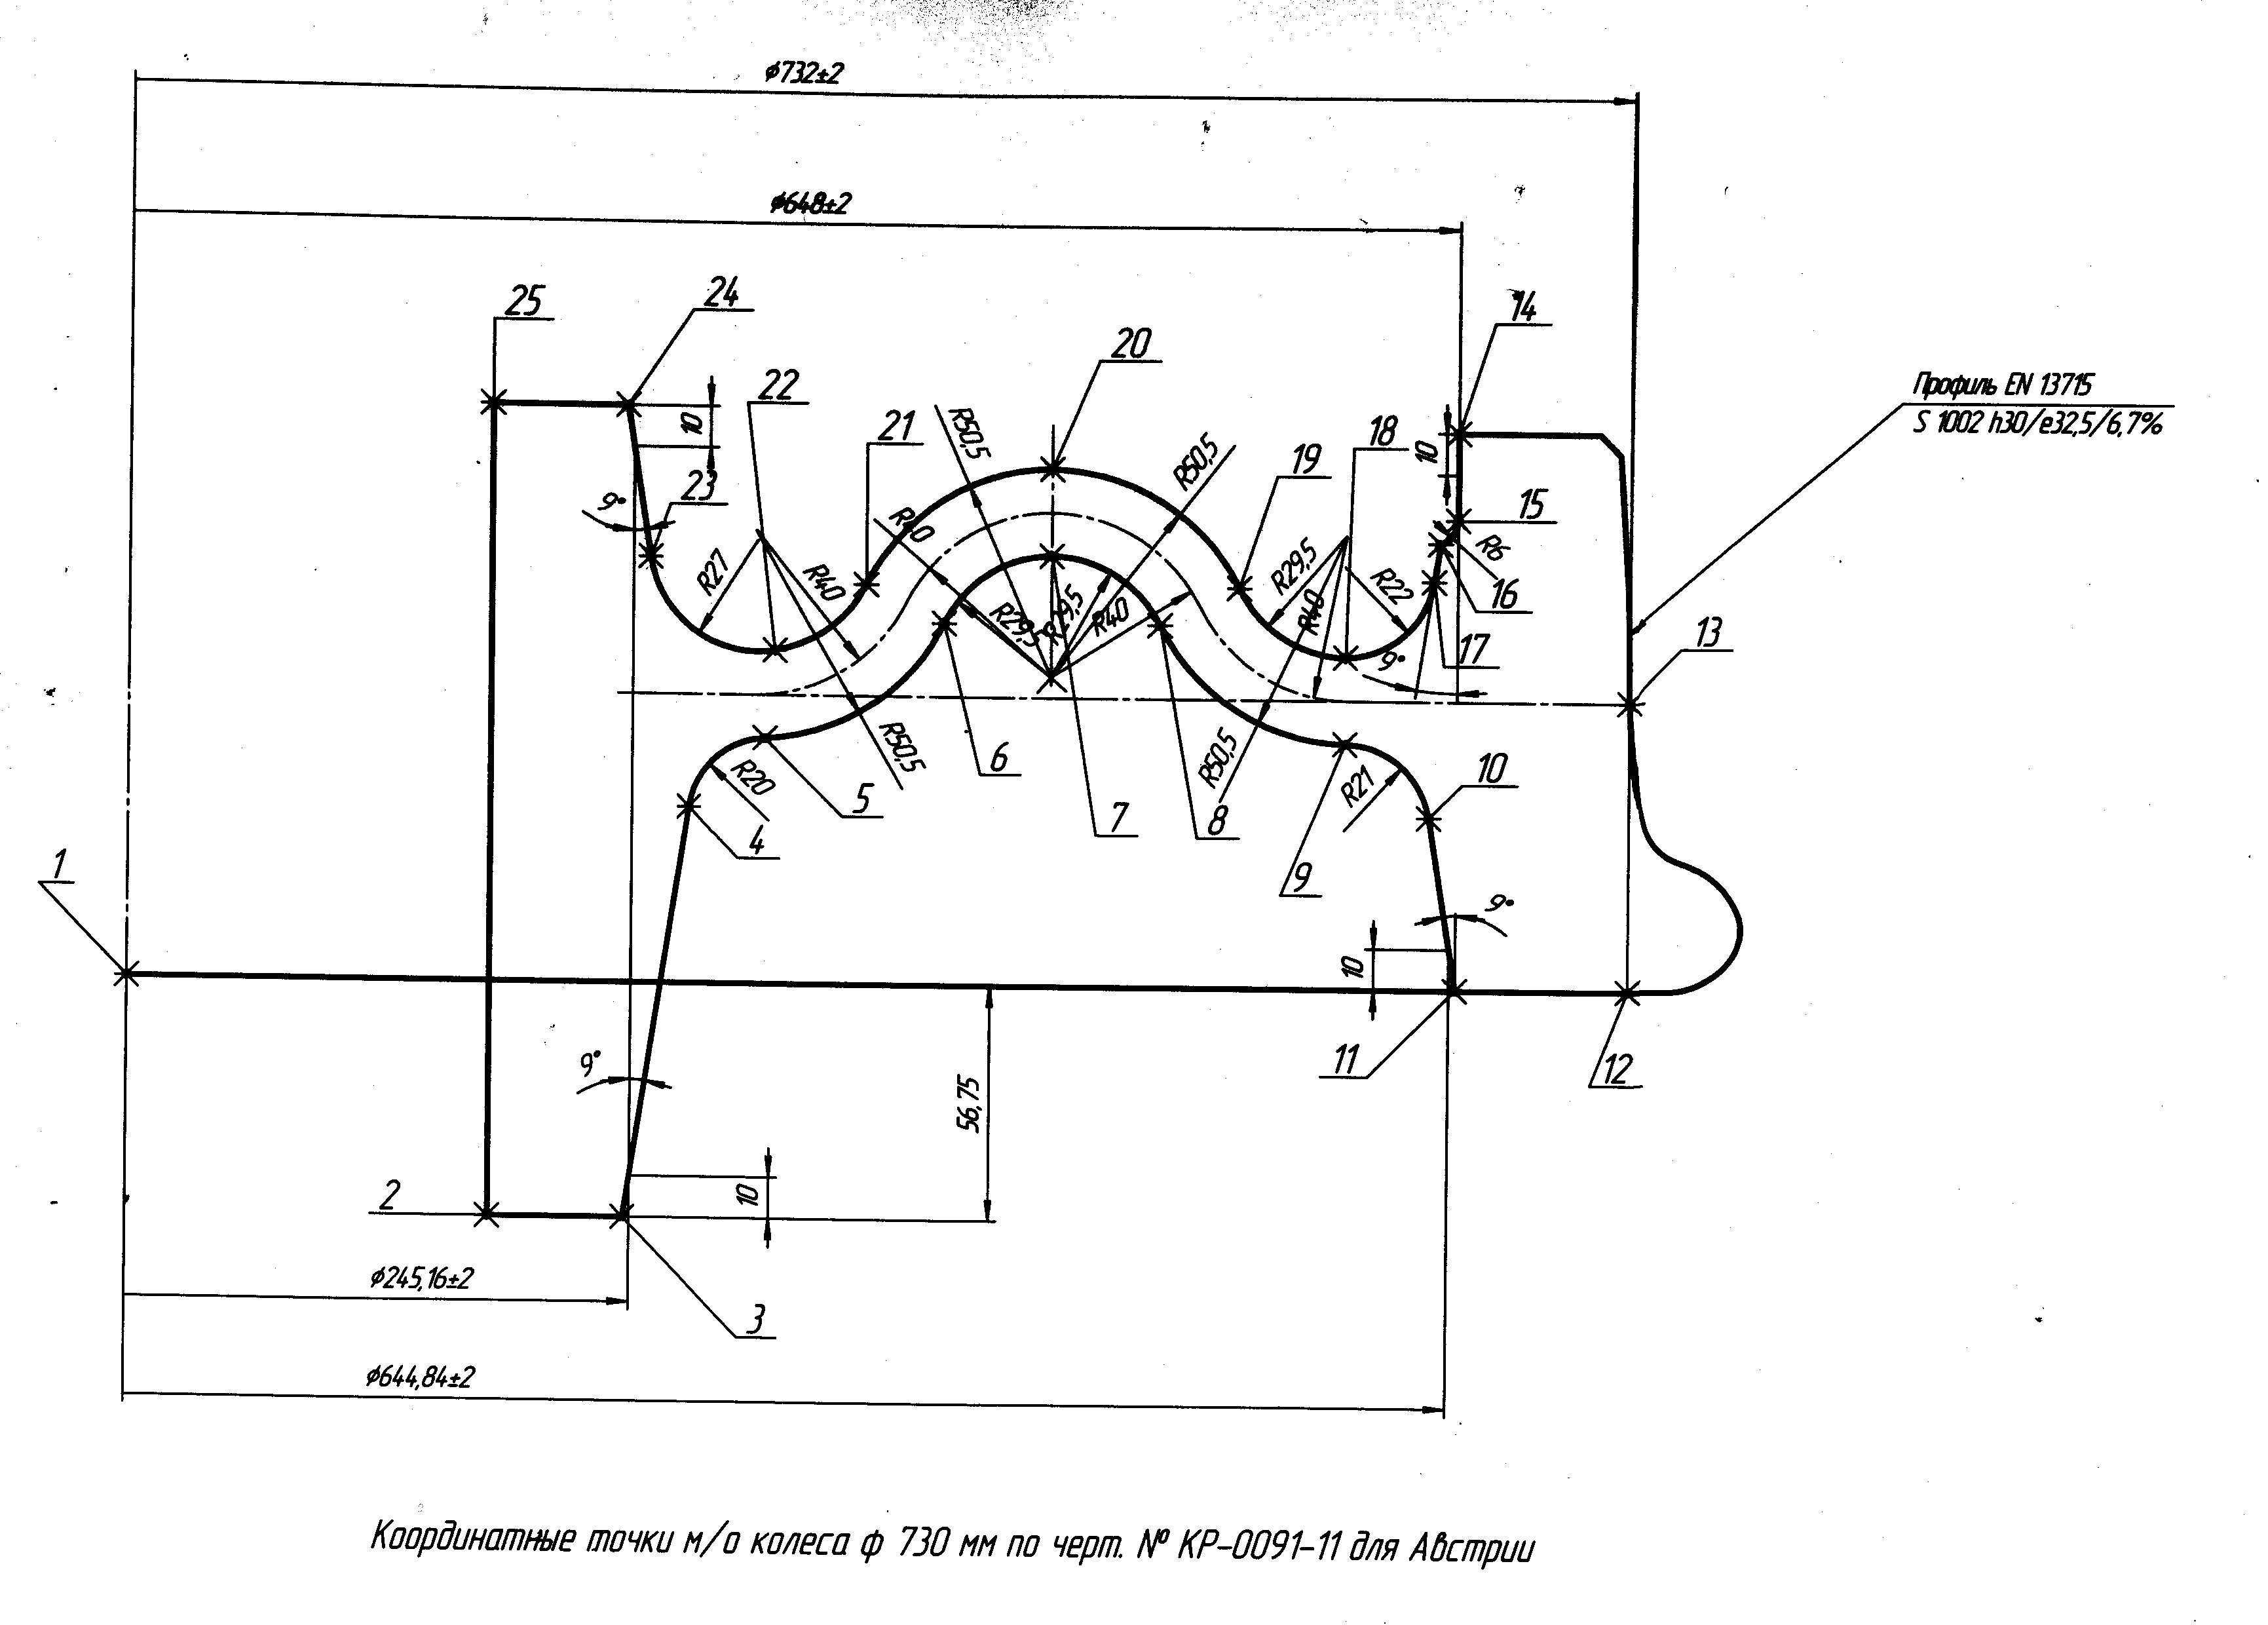 ϕ732±2
ϕ648±2
25
24
14
20
22
10
Профиль EN 13715
S 1002 h30/e32,5/6,7%
21
R50,5
R50,5
18
10
19
23
9°
R40
15
R27
R40
R29,5
R22
R6
16
R29,5
R29,5
R40
R40
17
13
9°
R50,5
6
R50,5
R20
5
R21
10
4
7
8
1
9
9°
10
11
12
9°
56,75
2
10
ϕ245,16±2
3
ϕ644,84±2
Координатные точки м/о колеса ф 730 мм по черт. № КР-0091-11 для Австрии